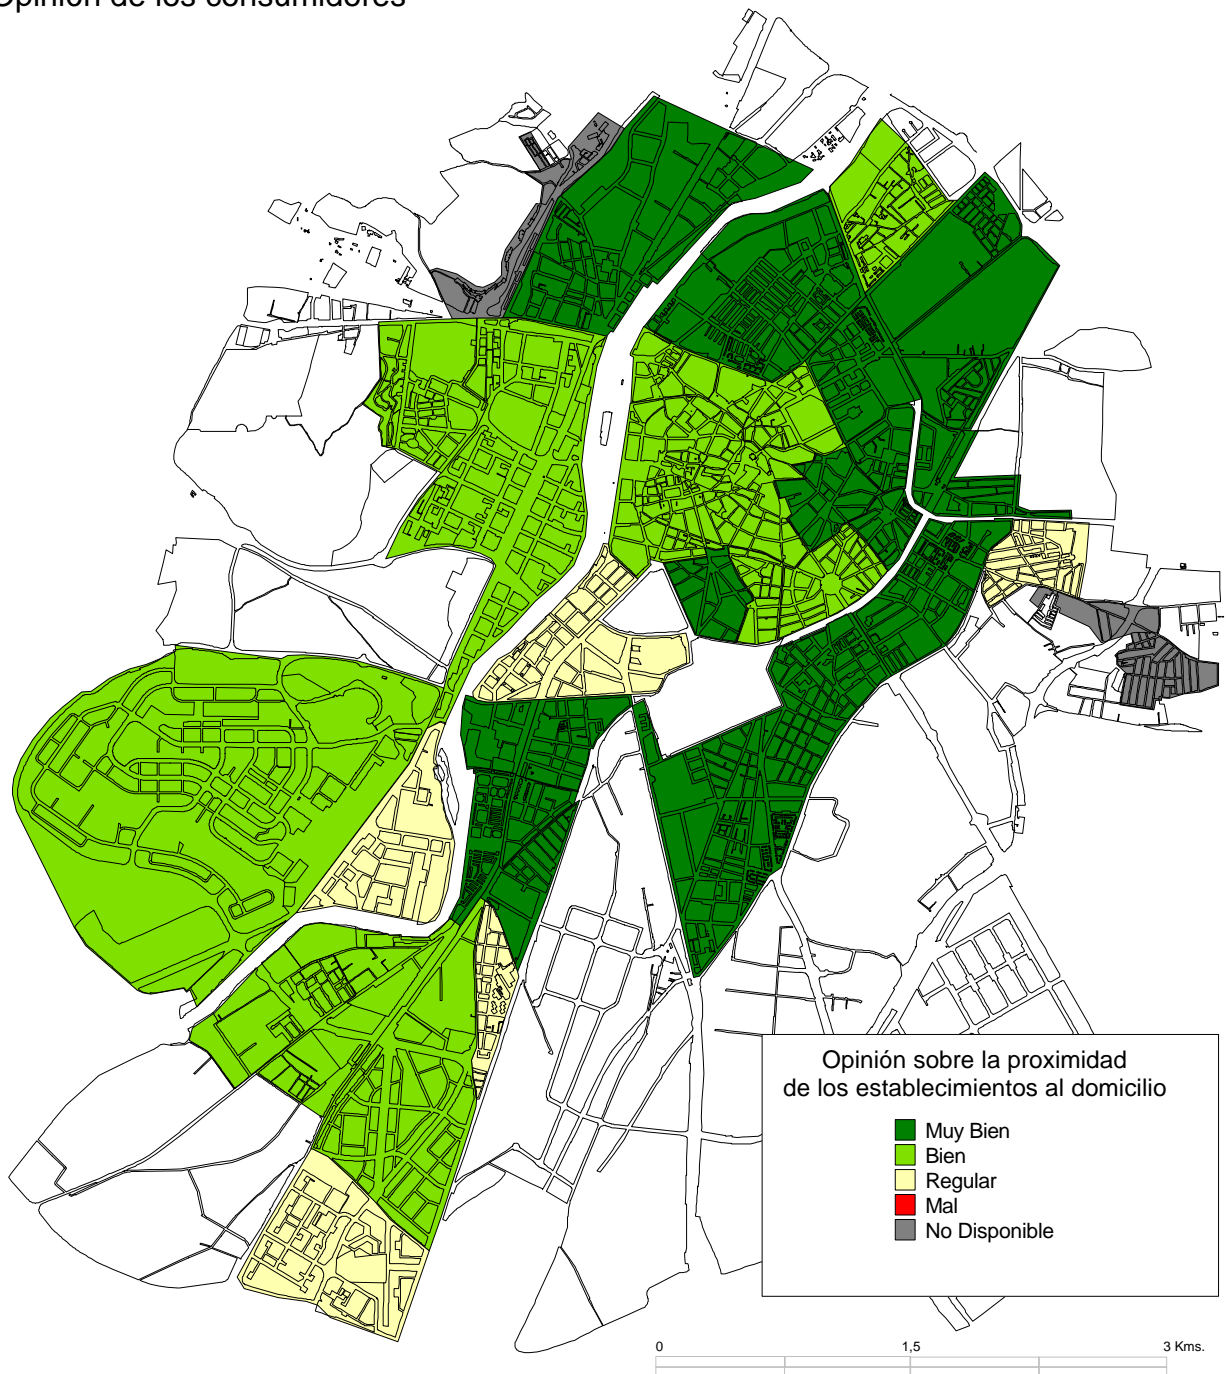 Opinión de los consumidores
Opinión sobre la proximidad
de los establecimientos al domicilio
Muy Bien
Bien
Regular
Mal
No Disponible
0 1,5 3 Kms.